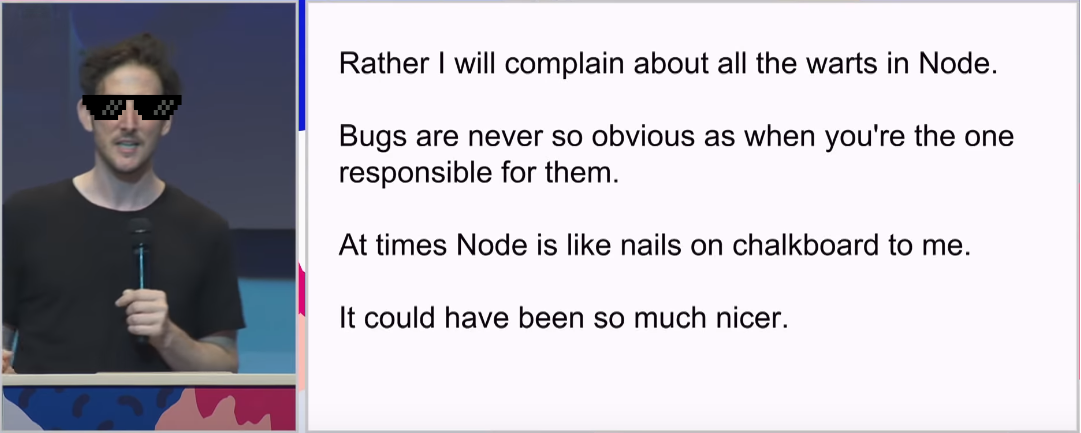 Rather I will complain about all the warts in Node.
Bugs are never so obvious as when you're the one
responsible for them.
At times Node is like nails on chalkboard to me.
It could have been so much nicer.